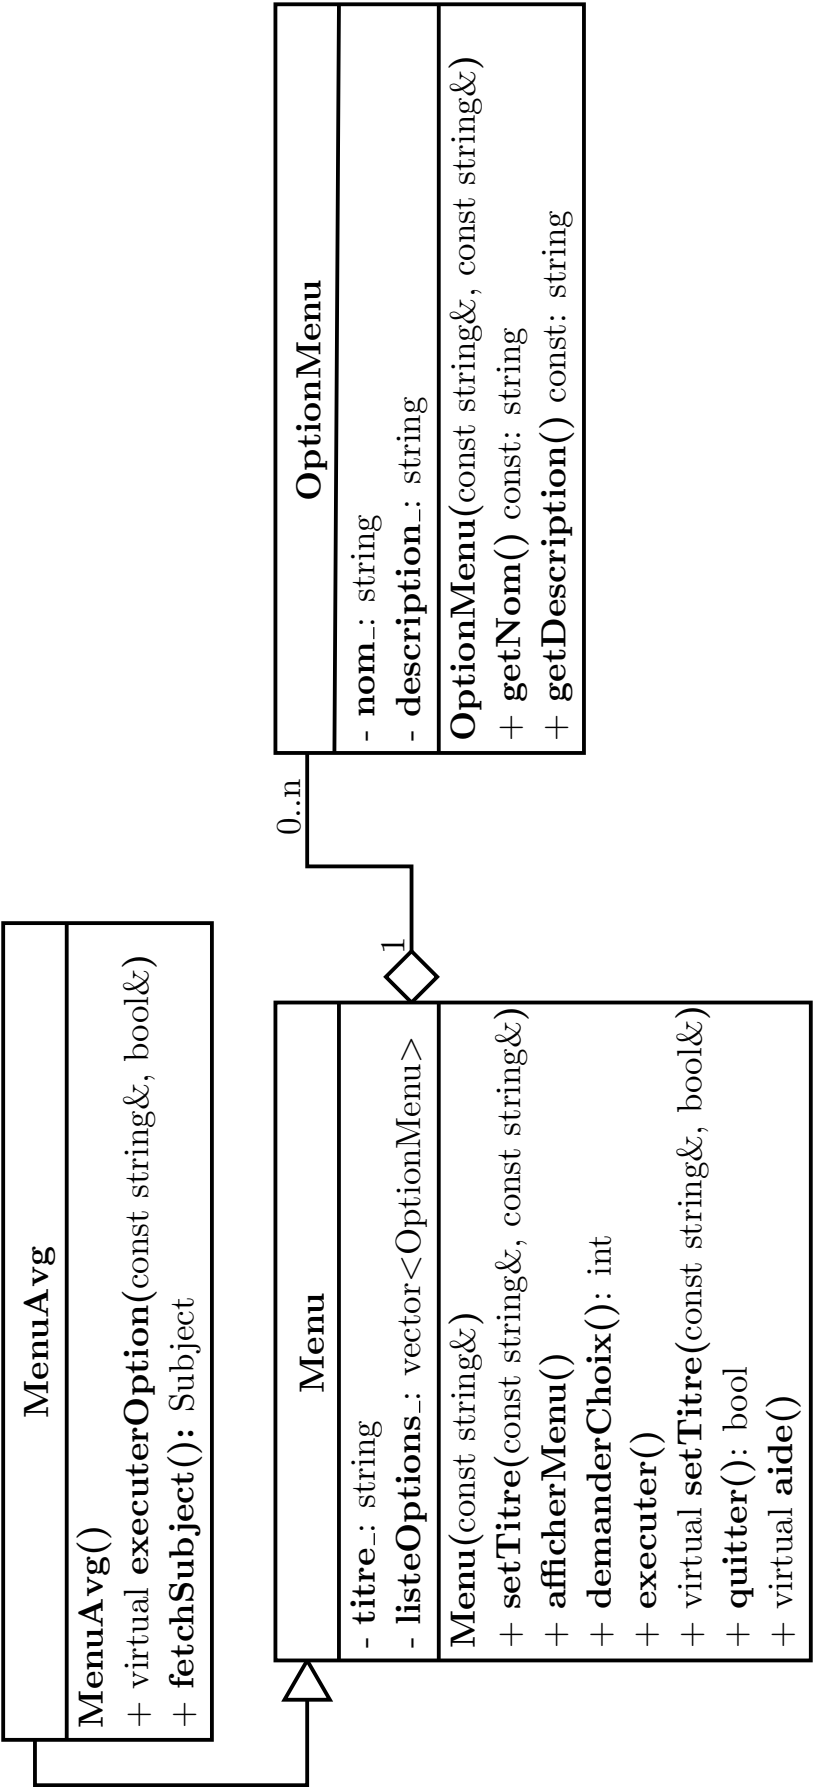 MenuAvg
MenuAvg()
+ virtual executerOption(const string&, bool&)
+ fetchSubject(): Subject
Menu
- titre_: string
- listeOptions_: vector<OptionMenu>
Menu(const string&)
+ setTitre(const string&, const string&)
+ afficherMenu()
+ demanderChoix(): int
+ executer()
+ virtual setTitre(const string&, bool&)
+ quitter(): bool
+ virtual aide()
1
0..n
OptionMenu
- nom_: string
- description_: string
OptionMenu(const string&, const string&)
+ getNom() const: string
+ getDescription() const: string